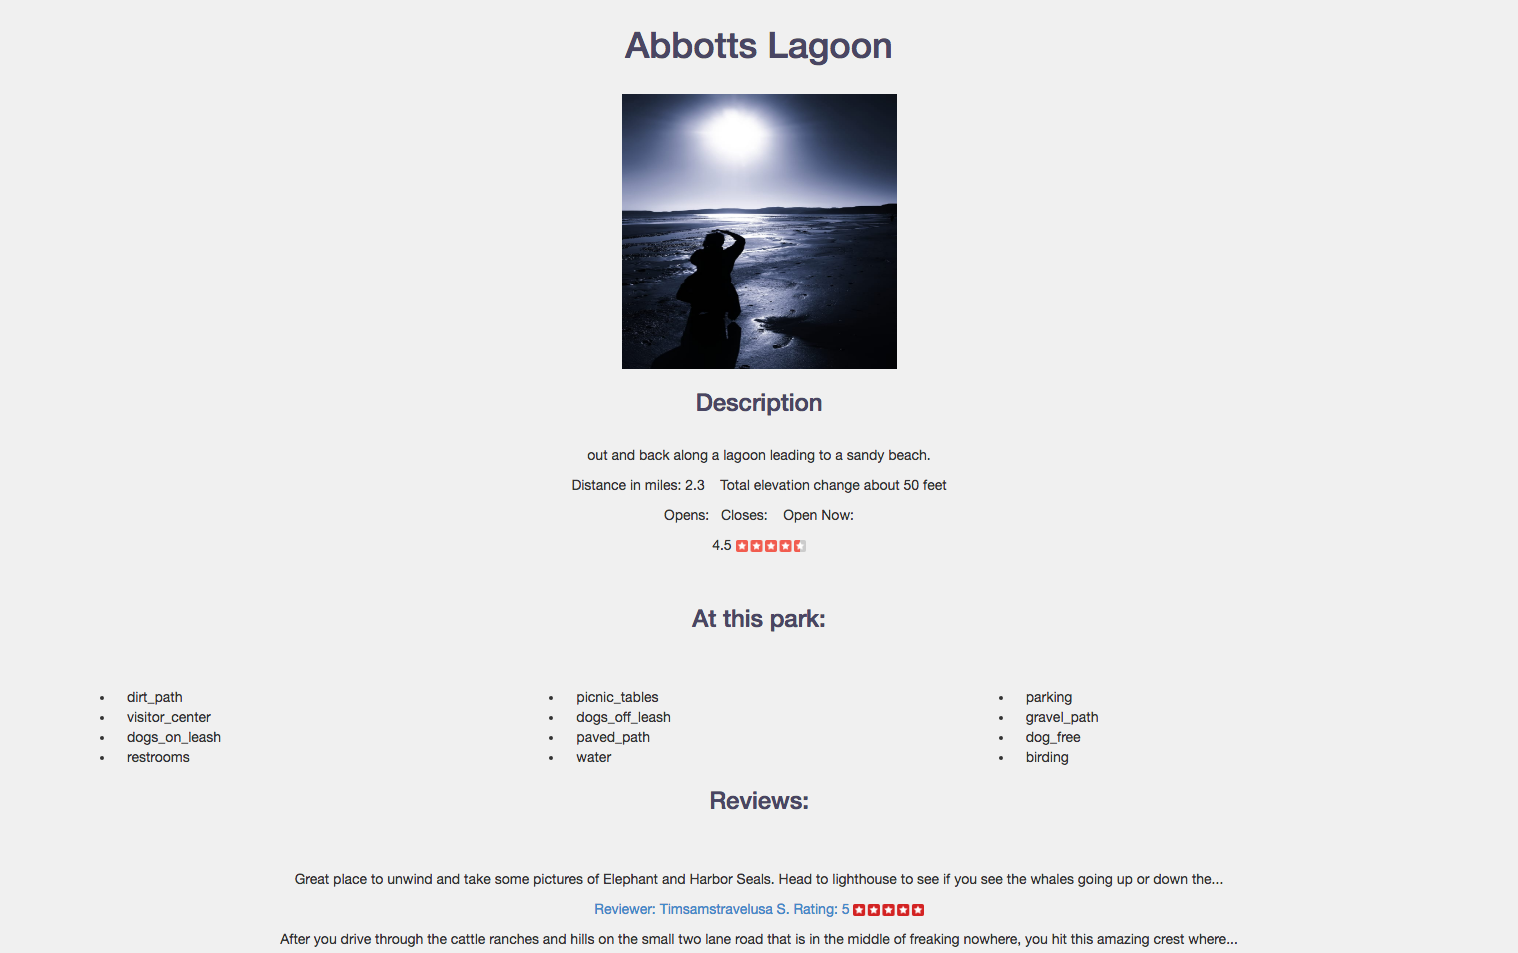 Abbotts Lagoon
Description
out and back along a lagoon leading to a sandy beach.
Distance in miles: 2.3 Total elevation change about 50 feet
Opens: Closes: Open Now:
4.5
At this park:
dirt_path
visitor_center
dogs_on_leash
restrooms
picnic_tables
dogs_off_leash
paved_path
water
parking
gravel_path
dog_free
birding
Reviews:
Great place to unwind and take some pictures of Elephant and Harbor Seals. Head to lighthouse to see if you see the whales going up or down the...
Reviewer: Timsamstravelusa S. Rating: 5
After you drive through the cattle ranches and hills on the small two lane road that is in the middle of freaking nowhere, you hit this amazing crest where...